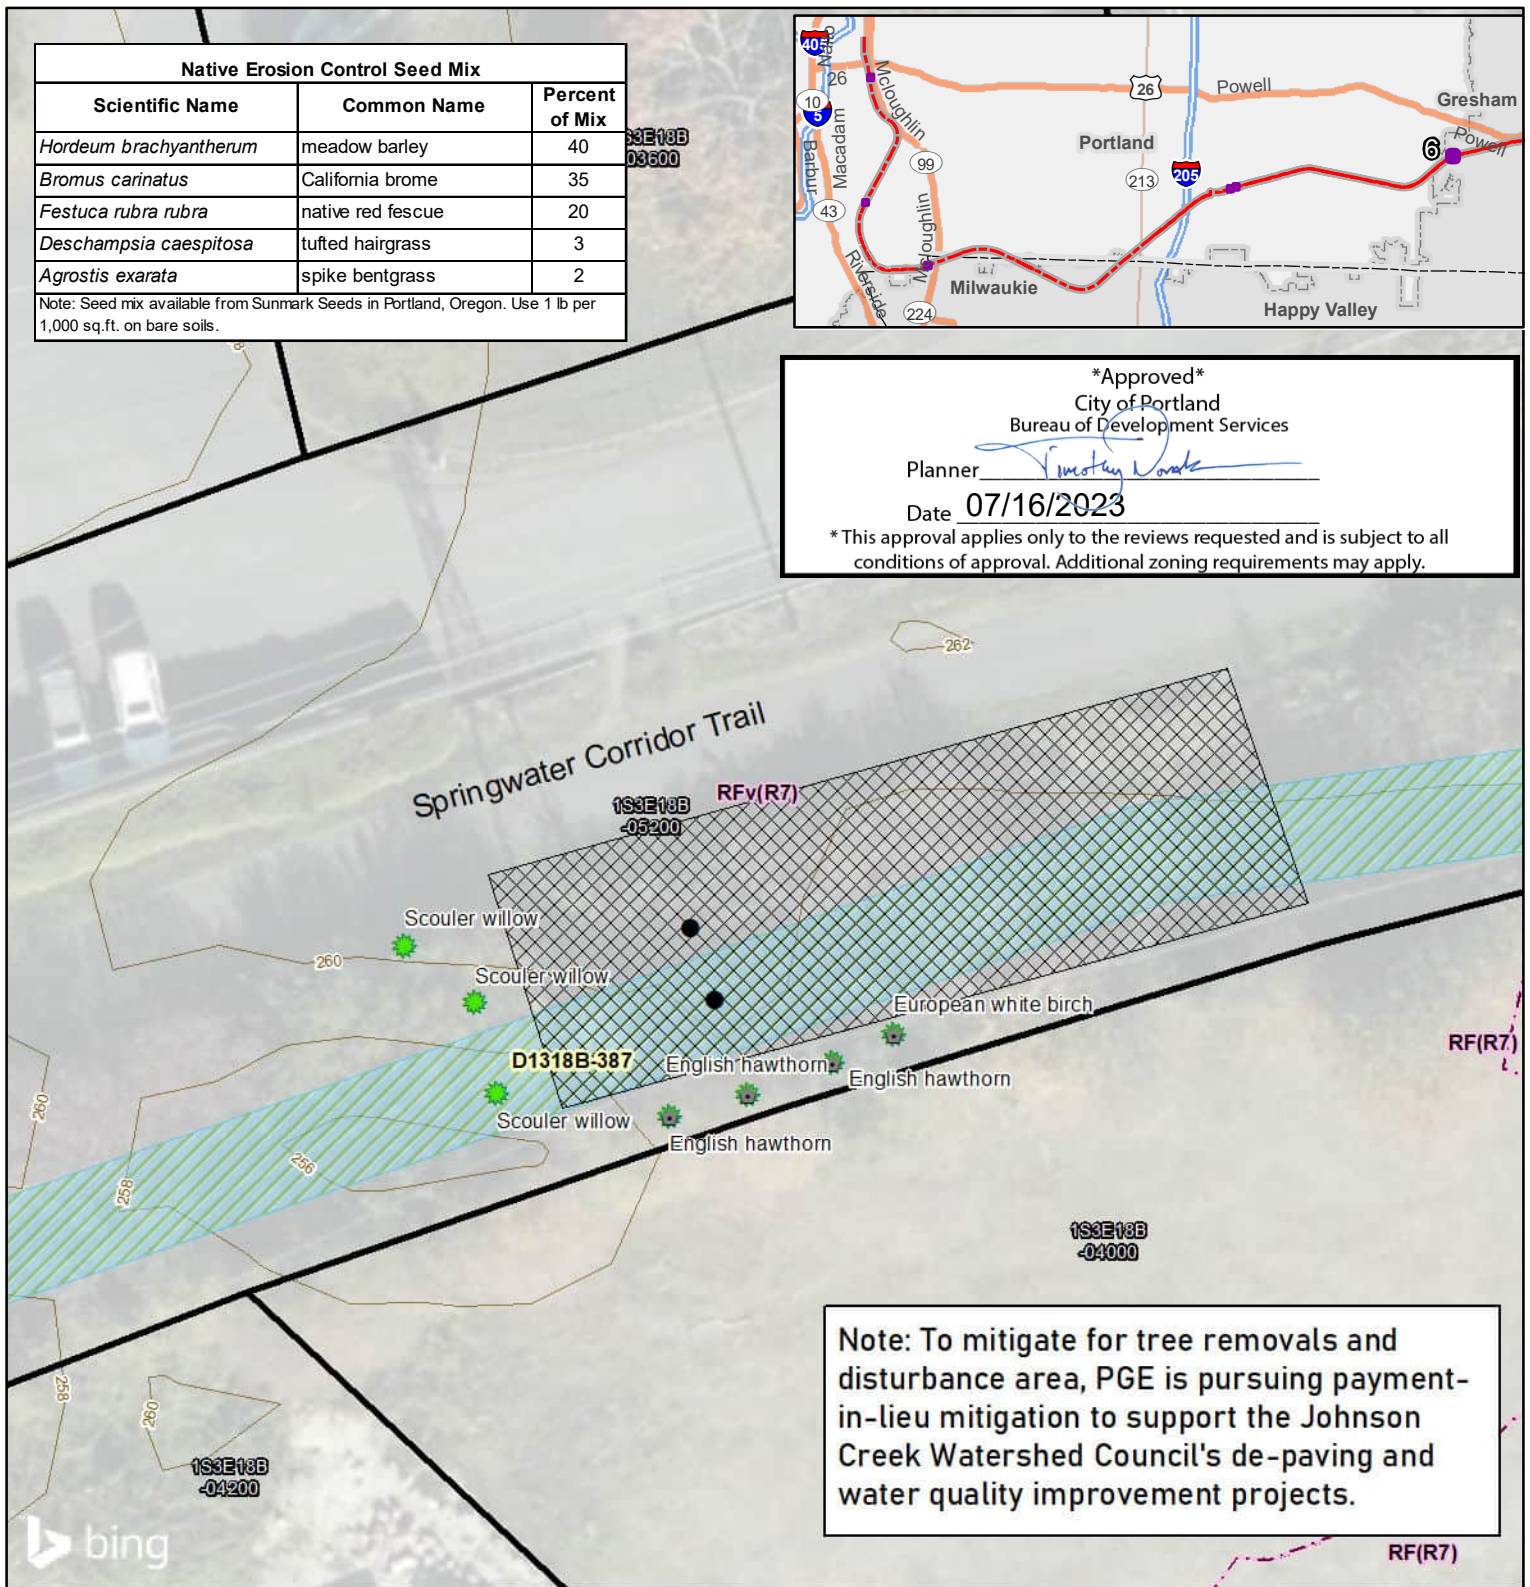 Native Erosion Control Seed Mix
Scientific Name Common Name Percent of Mix
Hordeum brachyantherum meadow barley 40
Bromus carinatus California brome 35
Festuca rubra rubra native red fescue 20
Deschampsia caespitosa tufted hairgrass 3
Agrostis exarata spike bentgrass 2
Note: Seed mix available from Sunmark Seeds in Portland, Oregon. Use 1 lb per
1,000 sq.ft. on bare soils.
405
26
10
5
Mcloughlin
Macadam
Barbur
43
99
Mcloughlin
Riverside
224
Milwaukie
26
Powell
Portland
213
205
Gresham
Powell
6
Happy Valley
*Approved*
City of Portland
Bureau of Development Services
Planner Timothy Novak
Date 07/16/2023
* This approval applies only to the reviews requested and is subject to all
conditions of approval. Additional zoning requirements may apply.
262
Springwater Corridor Trail
RFv(R7)
1S3E18B
-05200
Scouler willow
260
Scouler willow
European white birch
D1318B-387
English hawthorn
English hawthorn
Scouler willow
English hawthorn
RF(R7)
260
256
258
1S3E18B
-04000
258
260
1S3E18B
-04200
Note: To mitigate for tree removals and
disturbance area, PGE is pursuing payment-
in-lieu mitigation to support the Johnson
Creek Watershed Council's de-paving and
water quality improvement projects.
RF(R7)
bing